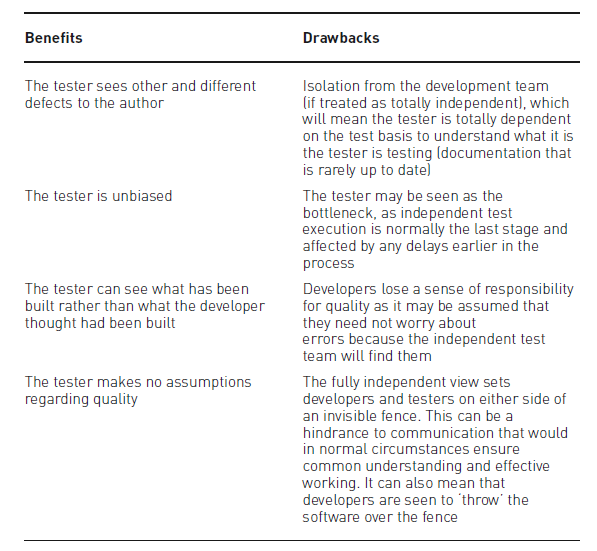 Benefits
Drawbacks
The tester sees other and different
defects to the author
Isolation from the development team
(if treated as totally independent), which
will mean the tester is totally dependent
on the test basis to understand what it is
the tester is testing (documentation that
is rarely up to date)
The tester is unbiased
The tester may be seen as the
bottleneck, as independent test
execution is normally the last stage and
affected by any delays earlier in the
process
The tester can see what has been
built rather than what the developer
thought had been built
Developers lose a sense of responsibility
for quality as it may be assumed that
they need not worry about
errors because the independent test
team will find them
The tester makes no assumptions
regarding quality
The fully independent view sets
developers and testers on either side of
an invisible fence. This can be a
hindrance to communication that would
in normal circumstances ensure
common understanding and effective
working. It can also mean that
developers are seen to ‘throw’ the
software over the fence